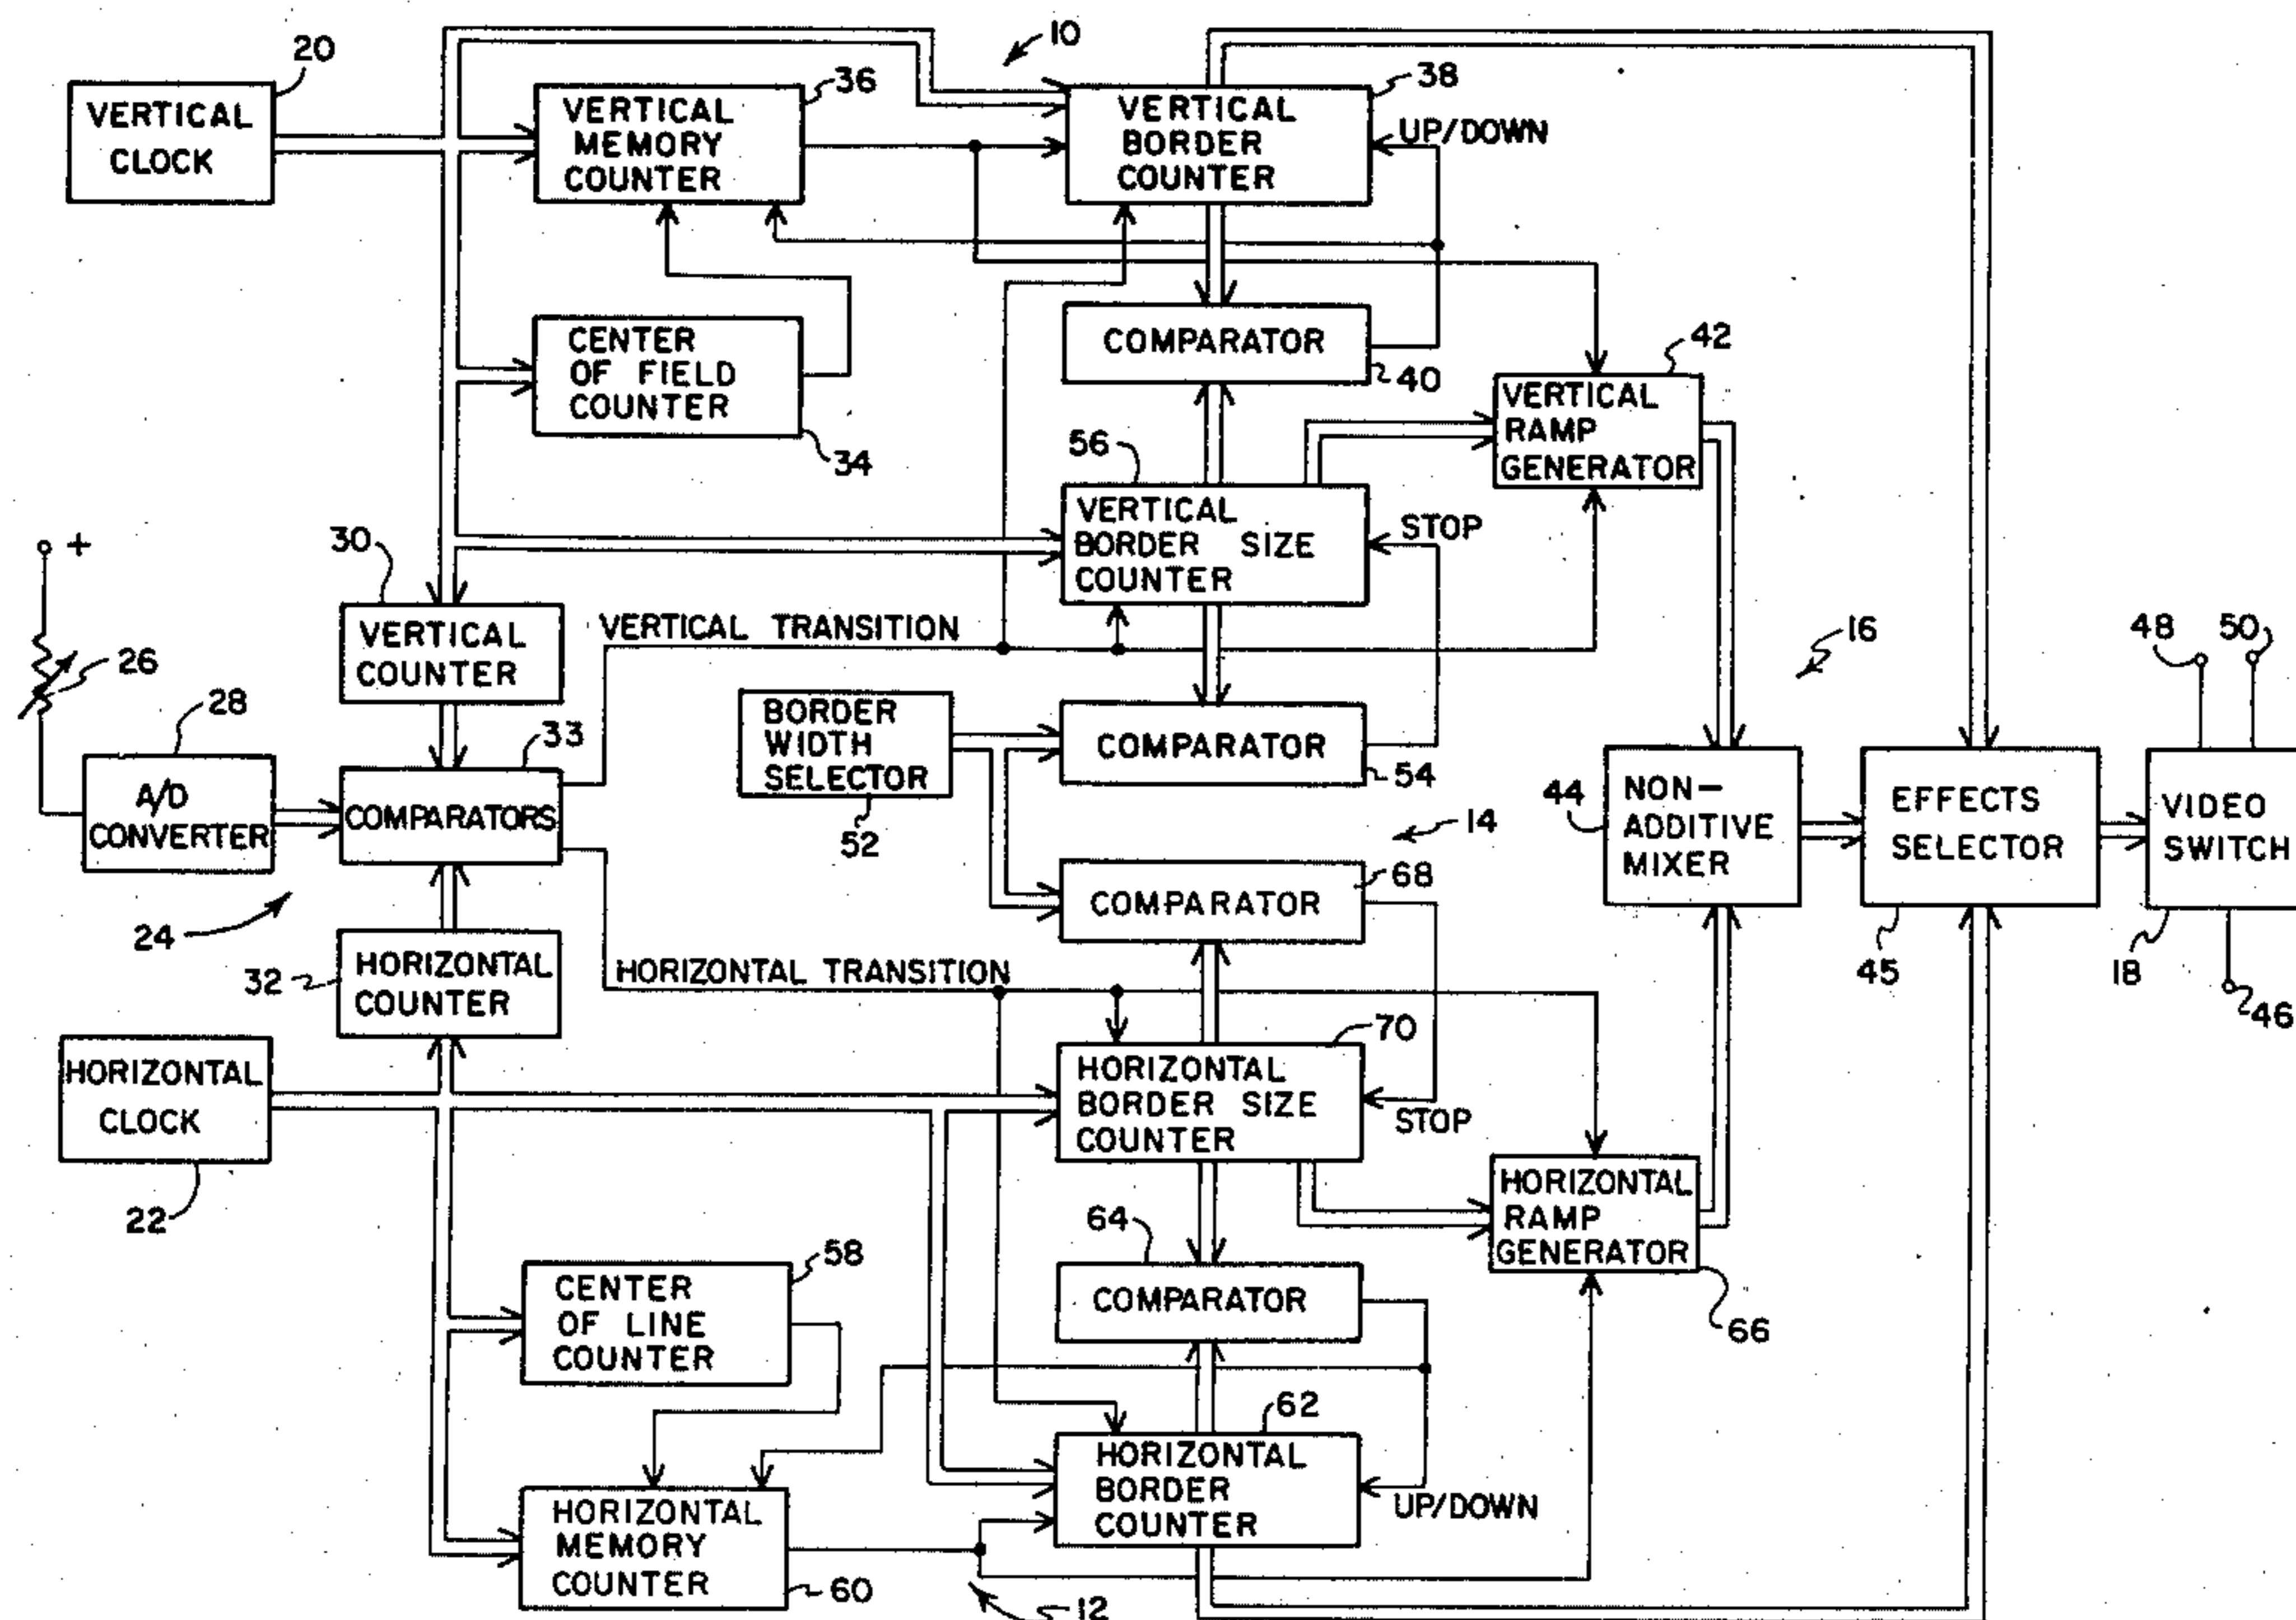 20
VERTICAL
CLOCK
36
VERTICAL
MEMORY
COUNTER
10
38
VERTICAL
BORDER
COUNTER
UP/DOWN
CENTER
OF FIELD
COUNTER
34
COMPARATOR
40
42
VERTICAL
RAMP
GENERATOR
56
VERTICAL
BORDER SIZE
COUNTER
STOP
+
26
30
VERTICAL
COUNTER
VERTICAL TRANSITION
28
A/D
CONVERTER
33
COMPARATORS
BORDER
WIDTH
SELECTOR
52
COMPARATOR
54
14
16
48
50
44
NON-
ADDITIVE
MIXER
EFFECTS
SELECTOR
45
VIDEO
SWITCH
18
46
24
COMPARATOR
68
32
HORIZONTAL
COUNTER
HORIZONTAL TRANSITION
HORIZONTAL
CLOCK
22
70
HORIZONTAL
BORDER SIZE
COUNTER
STOP
HORIZONTAL
RAMP
GENERATOR
66
58
CENTER
OF LINE
COUNTER
64
COMPARATOR
62
HORIZONTAL
BORDER
COUNTER
UP/DOWN
HORIZONTAL
MEMORY
COUNTER
60
12